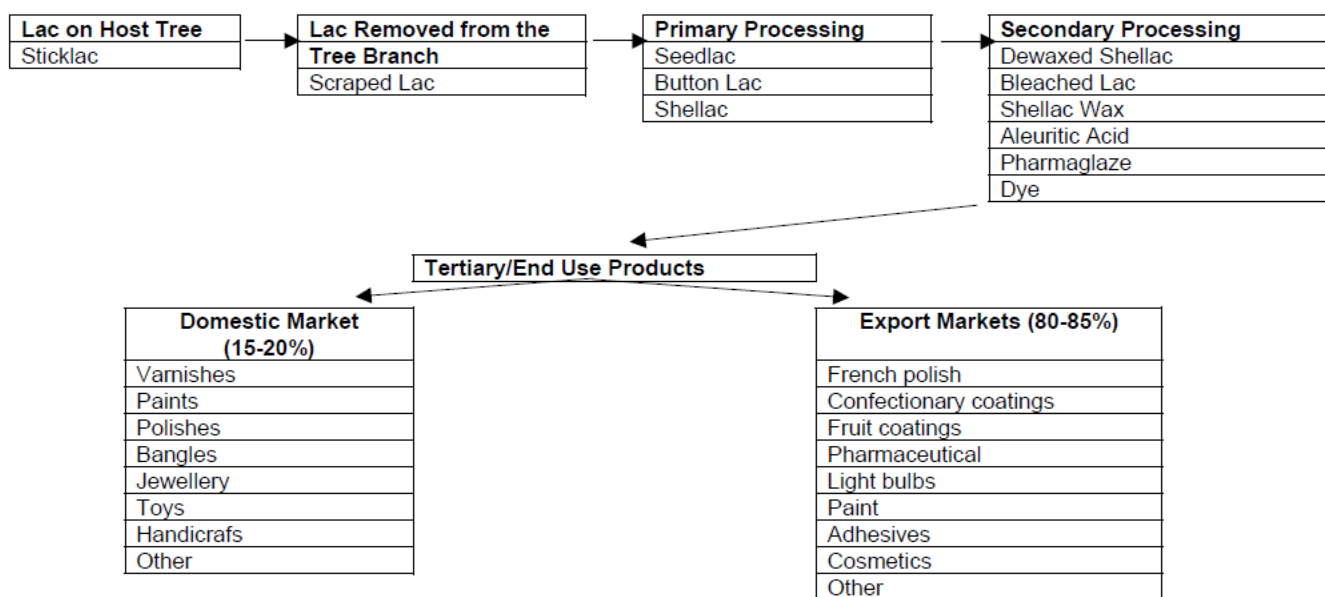 Lac on Host Tree
Sticklac
Lac Removed from the
Tree Branch
Scraped Lac
Primary Processing
Seedlac
Button Lac
Shellac
Secondary Processing
Dewaxed Shellac
Bleached Lac
Shellac Wax
Aleuritic Acid
Pharmaglaze
Dye
Tertiary/End Use Products
Domestic Market
(15-20%)
Varnishes
Paints
Polishes
Bangles
Jewellery
Toys
Handicrafs
Other
Export Markets (80-85%)
French polish
Confectionary coatings
Fruit coatings
Pharmaceutical
Light bulbs
Paint
Adhesives
Cosmetics
Other